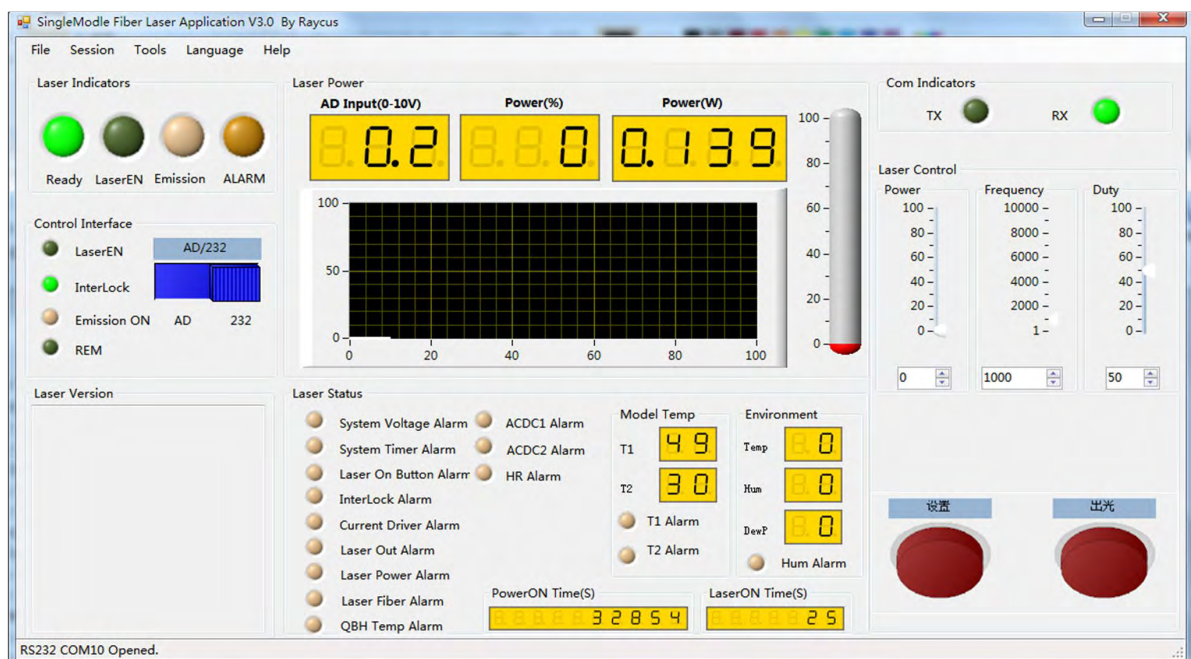 SingleModle Fiber Laser Application V3.0 By Raycus
File Session Tools Language Help
Laser Indicators
Ready LaserEN Emission ALARM
Control Interface
LaserEN
AD/232
InterLock
Emission ON
AD 232
REM
Laser Version
Laser Power
AD Input(0-10V) Power(%) Power(W)
0.2 0 0.139
100
80
60
40
20
0
100
50
0
0 20 40 60 80 100
Laser Status
System Voltage Alarm
System Timer Alarm
Laser On Button Alarm
InterLock Alarm
Current Driver Alarm
Laser Out Alarm
Laser Power Alarm
Laser Fiber Alarm
QBH Temp Alarm
ACDC1 Alarm
ACDC2 Alarm
HR Alarm
Model Temp
T1 49
T2 30
T1 Alarm
T2 Alarm
Environment
Temp 0
Hum 0
DewP 0
Hum Alarm
PowerON Time(S)
32854
LaserON Time(S)
25
Com Indicators
TX RX
Laser Control
Power
100
80
60
40
20
0
0
Frequency
10000
8000
6000
4000
2000
1
1000
Duty
100
80
60
40
20
0
50
设置 出光
RS232 COM10 Opened.